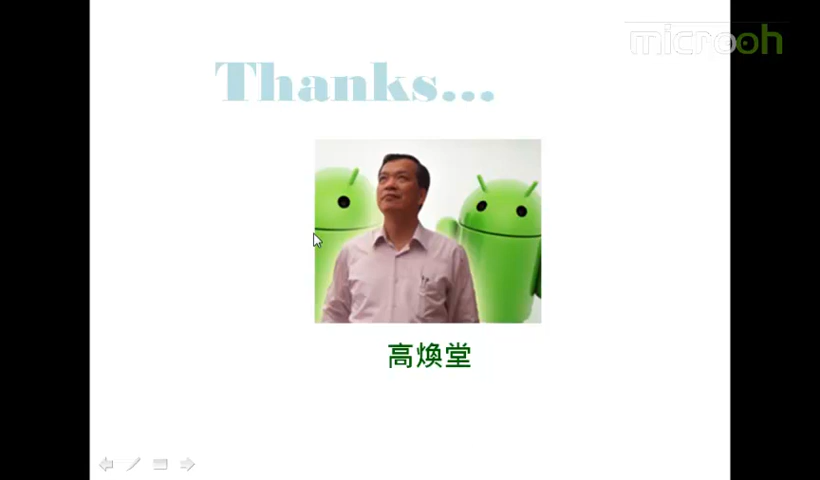 microoh
Thanks...
高煥堂